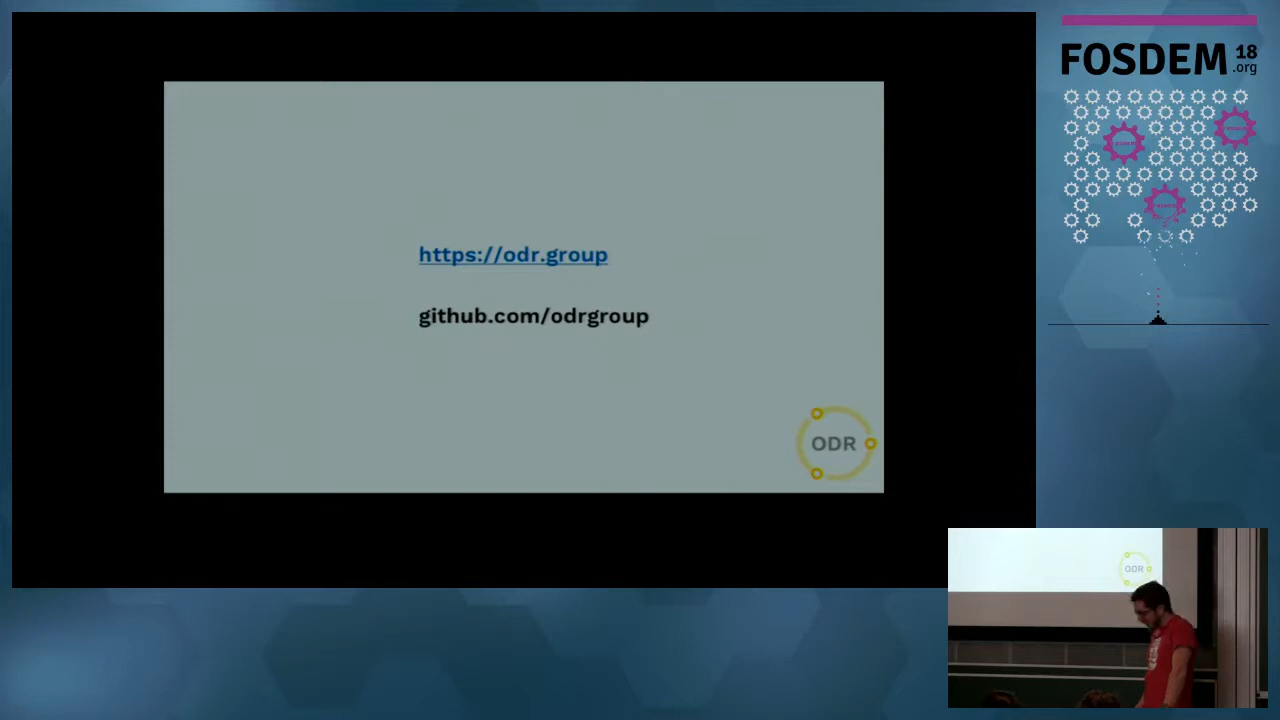 https://odr.group
github.com/odrgroup
ODR
FOSDEM 18
.org
ODR